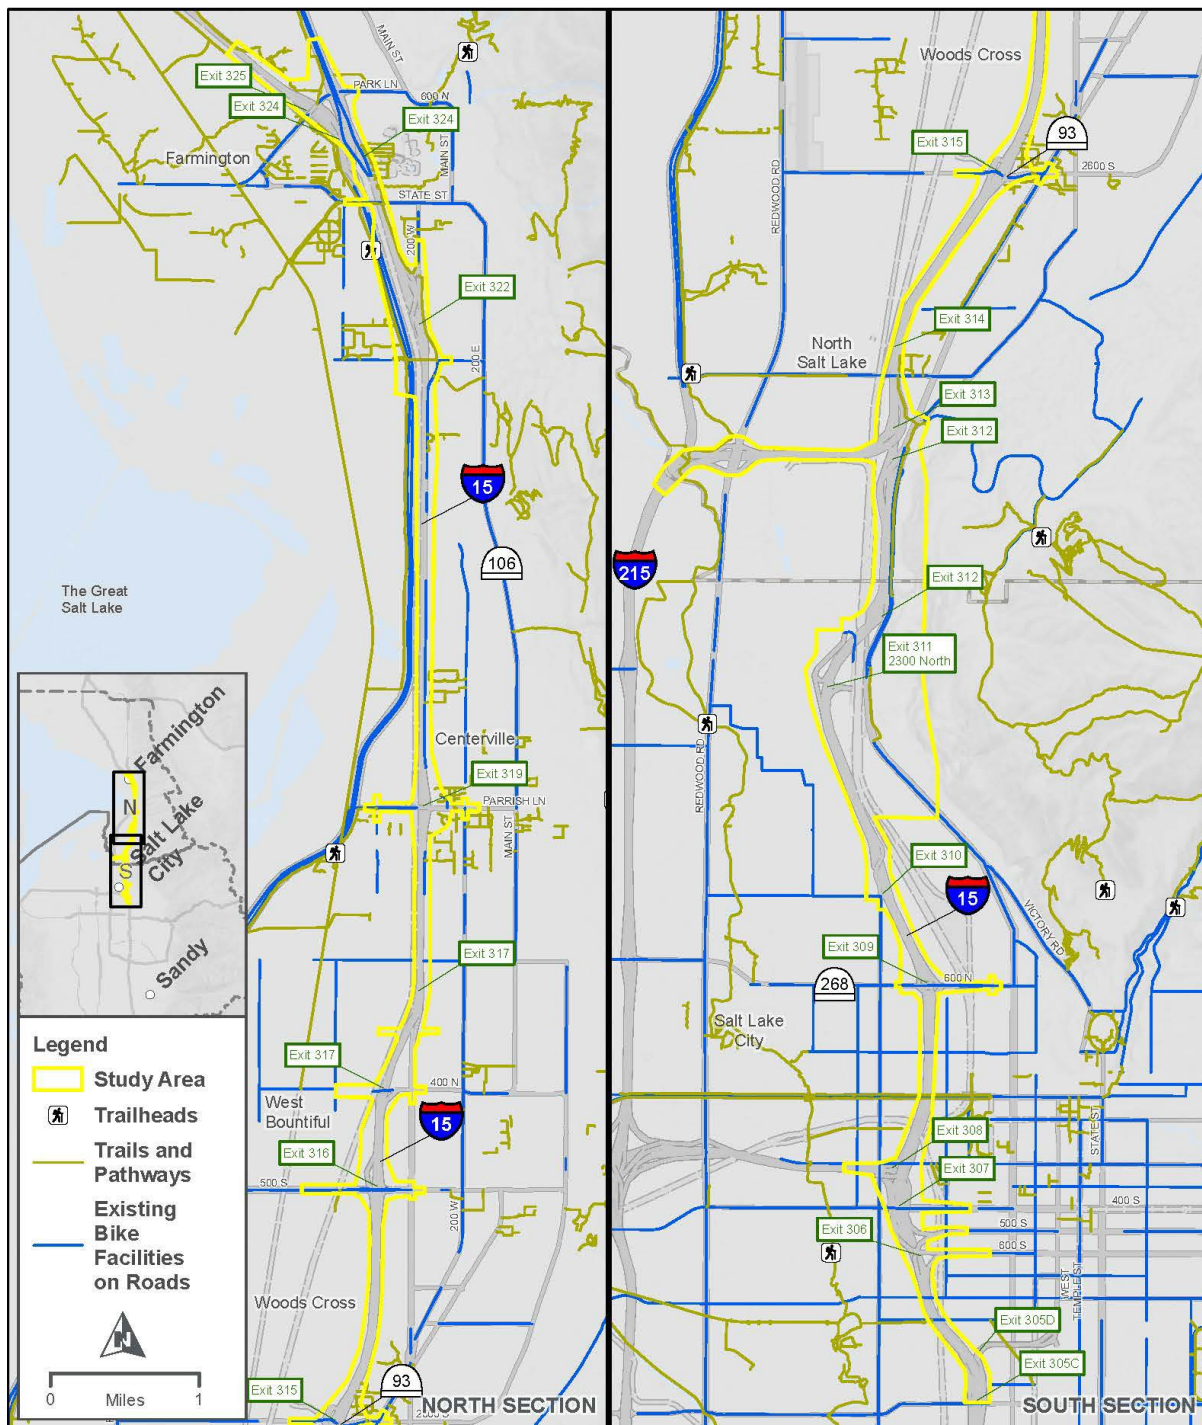 MAIN ST
Exit 325
PARK LN
Exit 324
600 N
Exit 324
Farmington
MAIN ST
STATE ST
200 W
Exit 322
200 E
15
106
The Great
Salt Lake
Centerville
Exit 319
PARRISH LN
MAIN ST
Exit 317
Exit 317
400 N
West
Bountiful
15
Exit 316
500 S
200 W
Woods Cross
Exit 315
93
NORTH SECTION
Farmington
N
Salt Lake
City
S
Sandy
Legend
Study Area
Trailheads
Trails and
Pathways
Existing
Bike
Facilities
on Roads
N
0 Miles 1
Woods Cross
93
Exit 315
2600 S
REDWOOD RD
Exit 314
North
Salt Lake
Exit 313
Exit 312
215
Exit 312
Exit 311
2300 North
REDWOOD RD
Exit 310
15
VICTORY RD
Exit 309
600 N
268
Salt Lake
City
Exit 308
STATE ST
Exit 307
400 S
500 S
Exit 306
600 S
WEST
TEMPLE ST
Exit 305D
Exit 305C
SOUTH SECTION